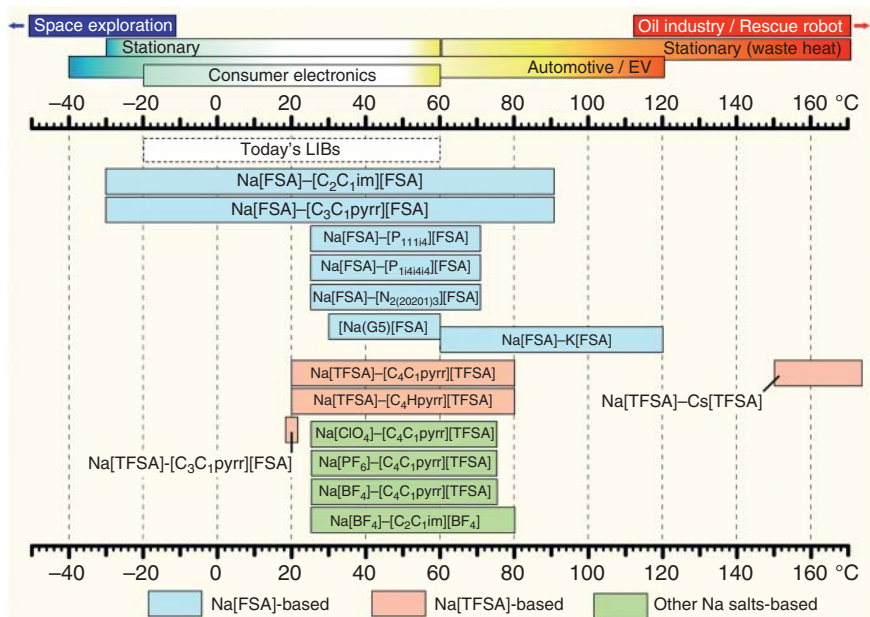 Space exploration
Oil industry / Rescue robot
Stationary
Stationary (waste heat)
Automotive / EV
Consumer electronics
–40 –20 0 20 40 60 80 100 120 140 160 °C
Today's LIBs
Na[FSA]–[C₂C₁im][FSA]
Na[FSA]–[C₃C₁pyrr][FSA]
Na[FSA]–[P₁₁₁ᵢ₄][FSA]
Na[FSA]–[P₁ᵢ₄ᵢ₄ᵢ₄][FSA]
Na[FSA]–[N₂₍₂₀₂₀₁₎₃][FSA]
[Na(G5)[FSA]
Na[FSA]–K[FSA]
Na[TFSA]–[C₄C₁pyrr][TFSA]
Na[TFSA]–[C₄Hpyrr][TFSA]
Na[TFSA]–Cs[TFSA]
Na[ClO₄]–[C₄C₁pyrr][TFSA]
Na[TFSA]-[C₃C₁pyrr][FSA]
Na[PF₆]–[C₄C₁pyrr][TFSA]
Na[BF₄]–[C₄C₁pyrr][TFSA]
Na[BF₄]–[C₂C₁im][BF₄]
–40 –20 0 20 40 60 80 100 120 140 160 °C
Na[FSA]-based
Na[TFSA]-based
Other Na salts-based